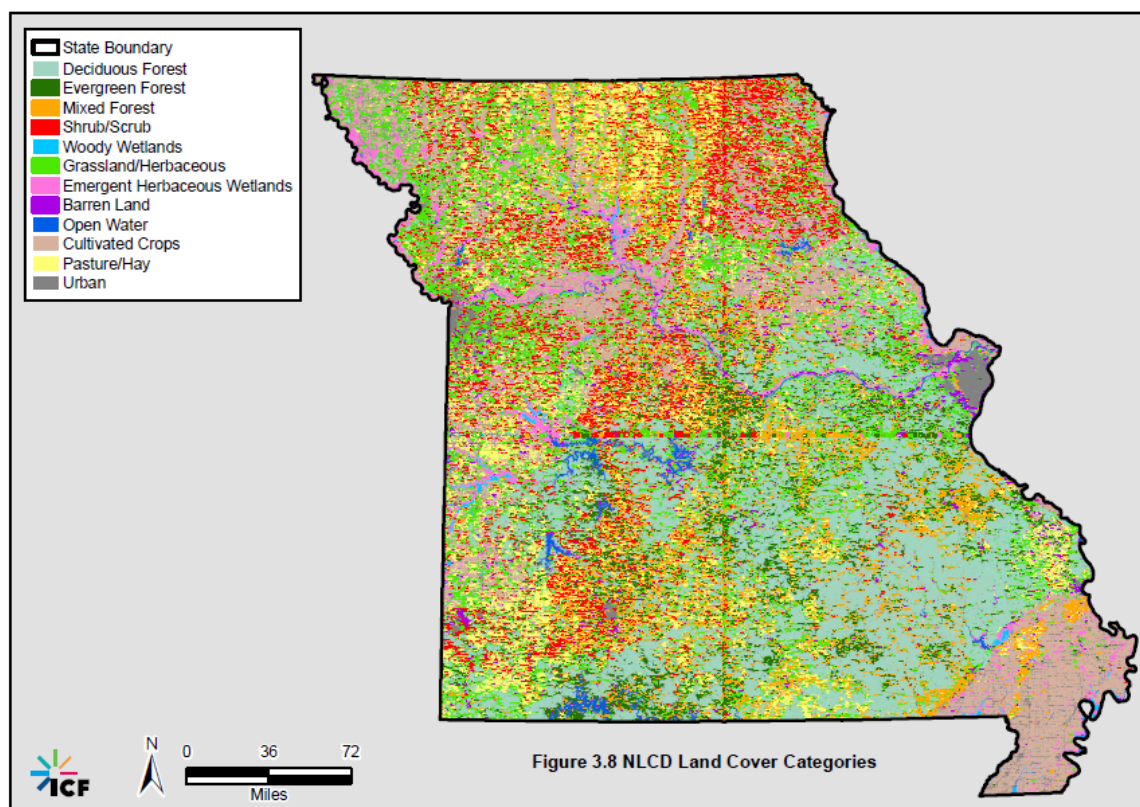 State Boundary
Deciduous Forest
Evergreen Forest
Mixed Forest
Shrub/Scrub
Woody Wetlands
Grassland/Herbaceous
Emergent Herbaceous Wetlands
Barren Land
Open Water
Cultivated Crops
Pasture/Hay
Urban
ICF
N
0 36 72
Miles
Figure 3.8 NLCD Land Cover Categories